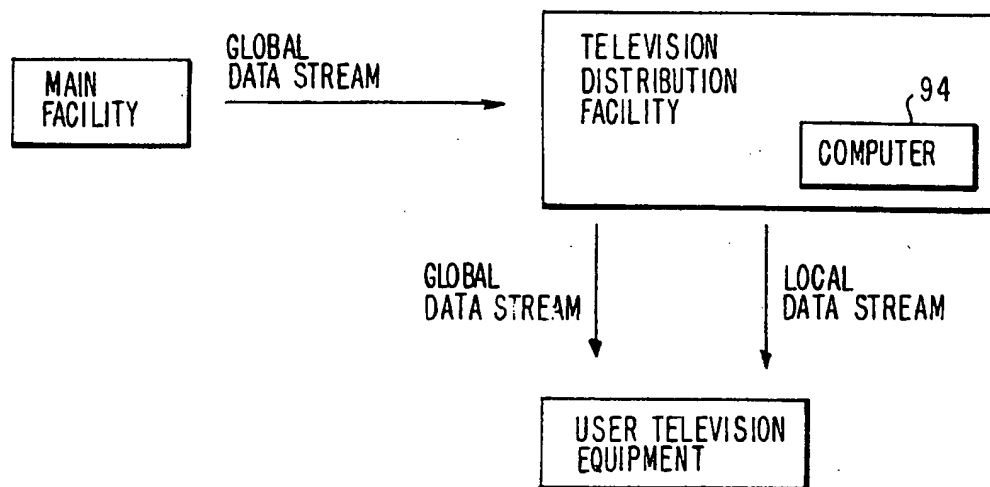 GLOBAL
DATA STREAM
MAIN
FACILITY
TELEVISION
DISTRIBUTION
FACILITY
94
COMPUTER
GLOBAL
DATA STREAM
LOCAL
DATA STREAM
USER TELEVISION
EQUIPMENT